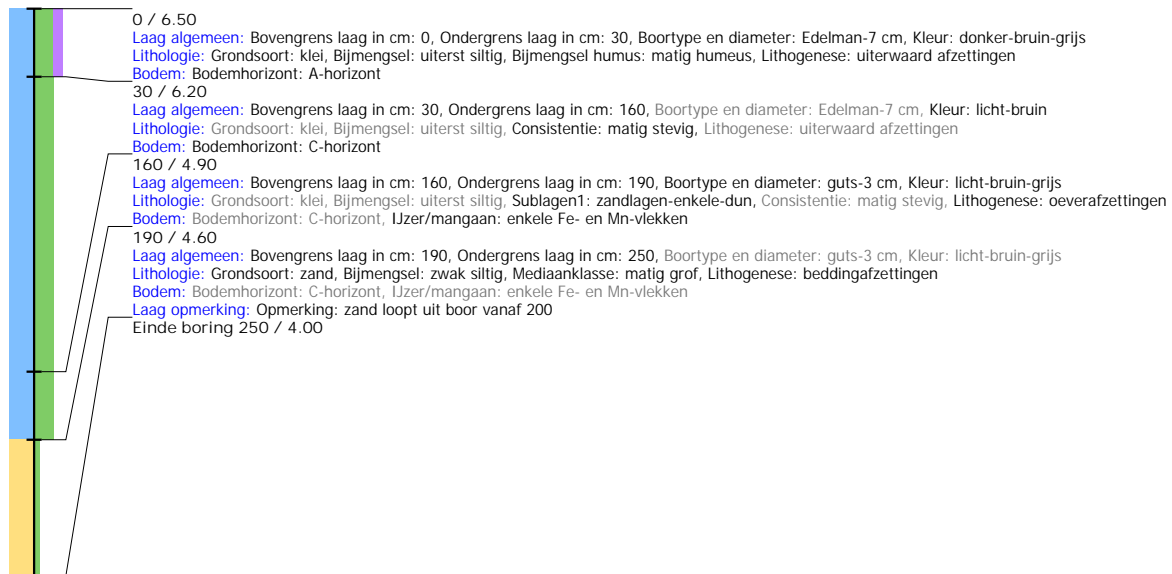 0 / 6.50
Laag algemeen: Bovengrens laag in cm: 0, Ondergrens laag in cm: 30, Boortype en diameter: Edelman-7 cm, Kleur: donker-bruin-grijs
Lithologie: Grondsoort: klei, Bijmengsel: uiterst siltig, Bijmengsel humus: matig humeus, Lithogenese: uiterwaard afzettingen
Bodem: Bodemhorizont: A-horizont
30 / 6.20
Laag algemeen: Bovengrens laag in cm: 30, Ondergrens laag in cm: 160, Boortype en diameter: Edelman-7 cm, Kleur: licht-bruin
Lithologie: Grondsoort: klei, Bijmengsel: uiterst siltig, Consistentie: matig stevig, Lithogenese: uiterwaard afzettingen
Bodem: Bodemhorizont: C-horizont
160 / 4.90
Laag algemeen: Bovengrens laag in cm: 160, Ondergrens laag in cm: 190, Boortype en diameter: guts-3 cm, Kleur: licht-bruin-grijs
Lithologie: Grondsoort: klei, Bijmengsel: uiterst siltig, Sublagen1: zandlagen-enkele-dun, Consistentie: matig stevig, Lithogenese: oeverafzettingen
Bodem: Bodemhorizont: C-horizont, IJzer/mangaan: enkele Fe- en Mn-vlekken
190 / 4.60
Laag algemeen: Bovengrens laag in cm: 190, Ondergrens laag in cm: 250, Boortype en diameter: guts-3 cm, Kleur: licht-bruin-grijs
Lithologie: Grondsoort: zand, Bijmengsel: zwak siltig, Mediaanklasse: matig grof, Lithogenese: beddingafzettingen
Bodem: Bodemhorizont: C-horizont, IJzer/mangaan: enkele Fe- en Mn-vlekken
Laag opmerking: Opmerking: zand loopt uit boor vanaf 200
Einde boring 250 / 4.00